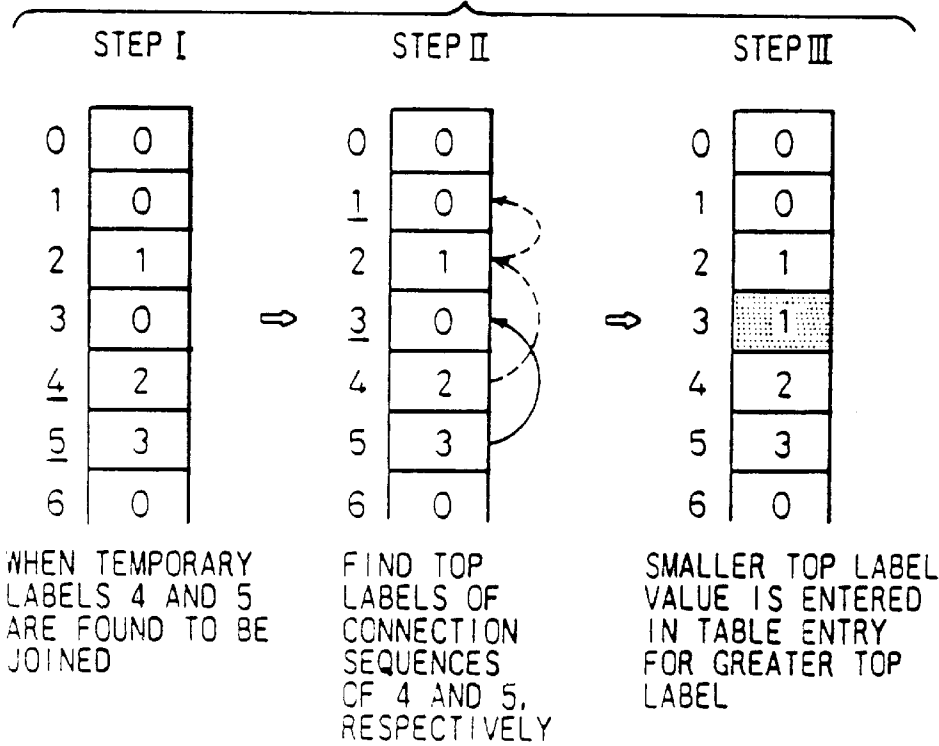 STEP I STEP II STEP III
0 0 0 0 0 0
1 0 1 0 1 0
2 1 2 1 2 1
3 0 ⇨ 3 0 ⇨ 3 1
4 2 4 2 4 2
5 3 5 3 5 3
6 0 6 0 6 0
WHEN TEMPORARY
LABELS 4 AND 5
ARE FOUND TO BE
JOINED
FIND TOP
LABELS OF
CONNECTION
SEQUENCES
OF 4 AND 5,
RESPECTIVELY
SMALLER TOP LABEL
VALUE IS ENTERED
IN TABLE ENTRY
FOR GREATER TOP
LABEL